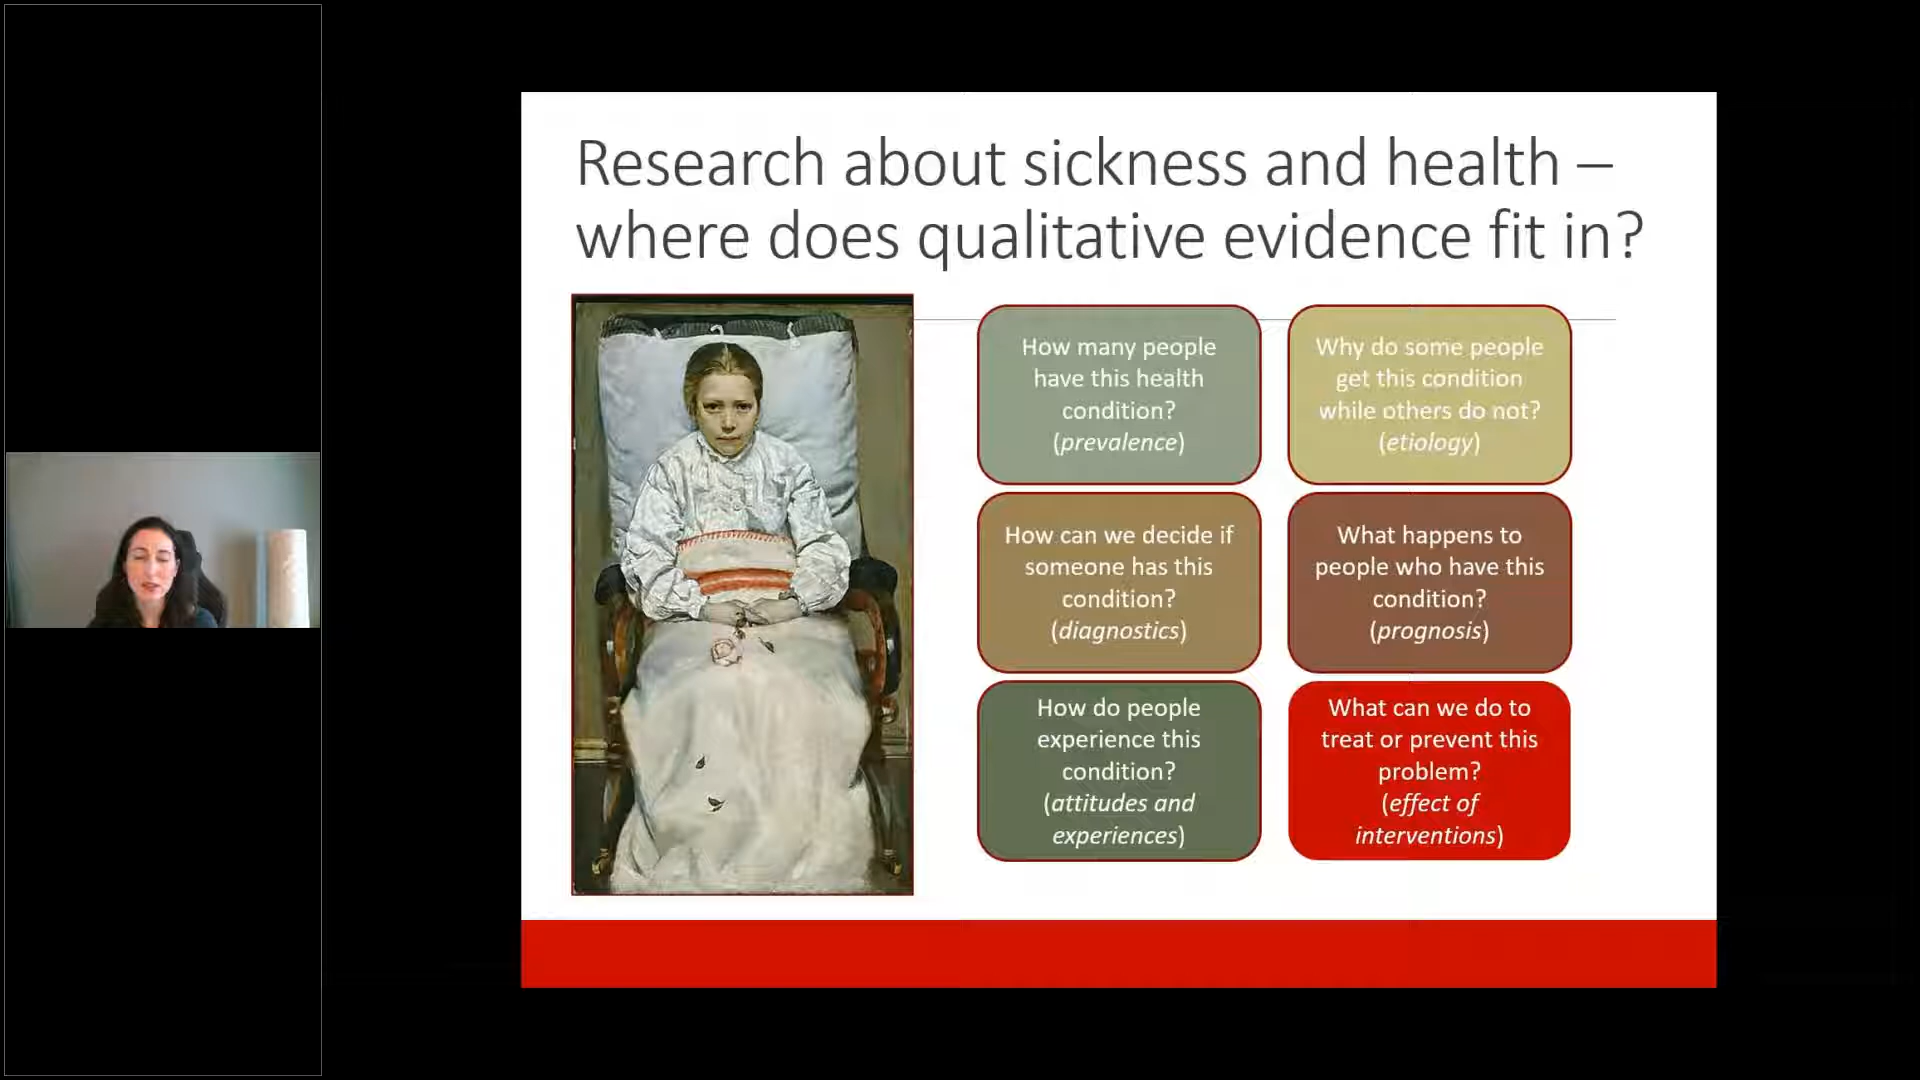 Research about sickness and health –
where does qualitative evidence fit in?
How many people
have this health
condition?
(prevalence)
Why do some people
get this condition
while others do not?
(etiology)
How can we decide if
someone has this
condition?
(diagnostics)
What happens to
people who have this
condition?
(prognosis)
How do people
experience this
condition?
(attitudes and
experiences)
What can we do to
treat or prevent this
problem?
(effect of
interventions)